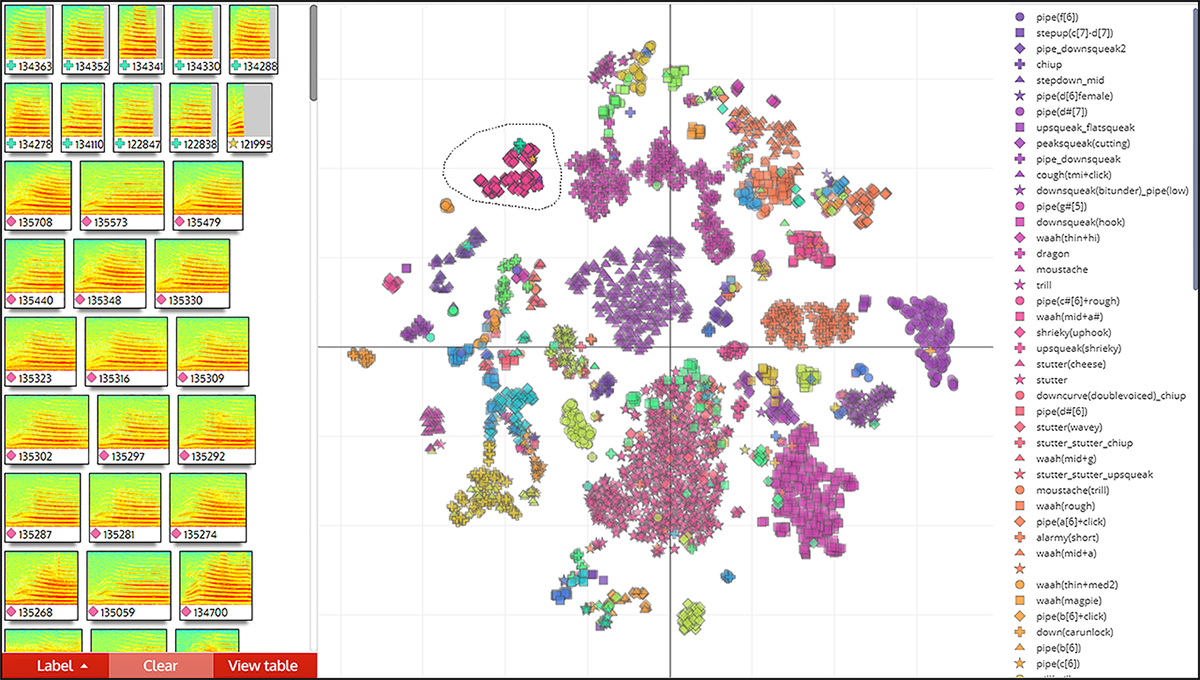 134363 134352 134341 134330 134288
134278 134110 122847 122838 121995
135708 135573 135479
135440 135348 135330
135323 135316 135309
135302 135297 135292
135287 135281 135274
135268 135059 134700
Label Clear View table
pipe(f[6])
stepup(c[7]-d[7])
pipe_downsqueak2
chiup
stepdown_mid
pipe(d[6]female)
pipe(d#[7])
upsqueak_flatsqueak
peaksqueak(cutting)
pipe_downsqueak
cough(tmi+click)
downsqueak(bitunder)_pipe(low)
pipe(g#[5])
downsqueak(hook)
waah(thin+hi)
dragon
moustache
trill
pipe(c#[6]+rough)
waah(mid+a#)
shrieky(uphook)
upsqueak(shrieky)
stutter(cheese)
stutter
downcurve(doublevoiced)_chiup
pipe(d#[6])
stutter(wavey)
stutter_stutter_chiup
waah(mid+g)
stutter_stutter_upsqueak
moustache(trill)
waah(rough)
pipe(a[6]+click)
alarmy(short)
waah(mid+a)
waah(thin+med2)
waah(magpie)
pipe(b[6]+click)
down(carunlock)
pipe(b[6])
pipe(c[6])